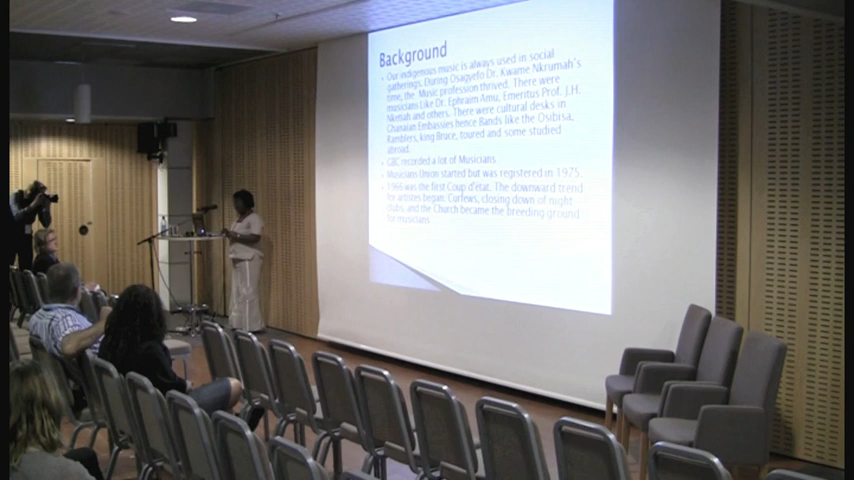 Background
Our indigenous music is always used in social
gatherings. During Osagyefo Dr. Kwame Nkrumah's
time, the Music profession thrived. There were
musicians Like Dr. Ephraim Amu, Emeritus Prof. J.H.
Nketiah and others. There were cultural desks in
Ghanaian Embassies hence Bands like the Osibisa,
Ramblers, king Bruce, toured and some studied
abroad.
GBC recorded a lot of Musicians
Musicians Union started but was registered in 1975.
1966 was the first Coup d'etat. The downward trend
for artistes began. Curfews, closing down of night
clubs, and the Church became the breeding ground
for musicians